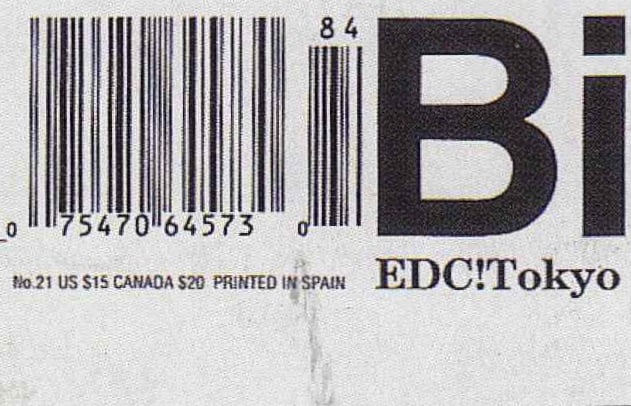 84
Bi
0 75470 64573 0
No.21 US $15 CANADA $20 PRINTED IN SPAIN
EDC!Tokyo